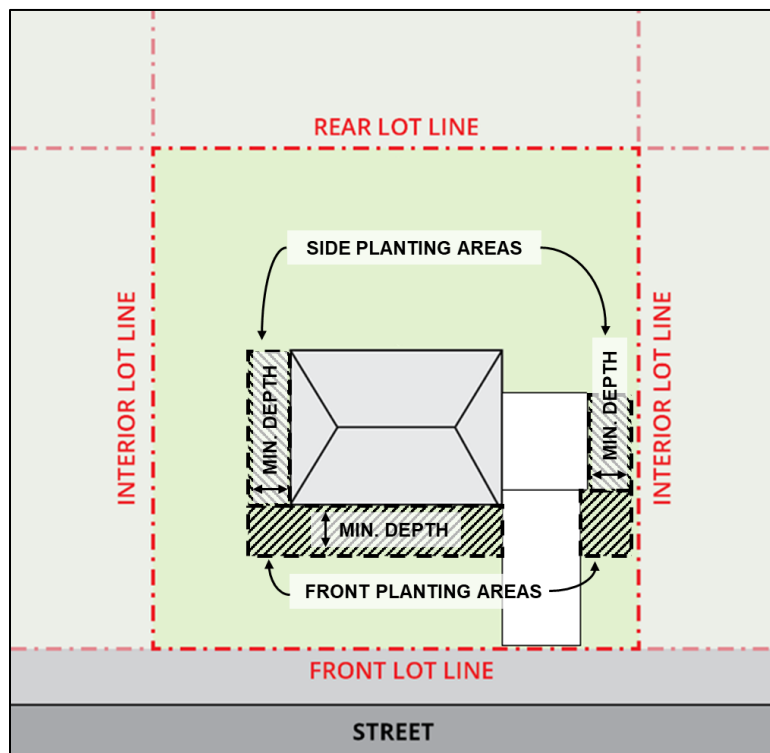 REAR LOT LINE
SIDE PLANTING AREAS
INTERIOR LOT LINE
MIN. DEPTH
MIN. DEPTH
INTERIOR LOT LINE
MIN. DEPTH
FRONT PLANTING AREAS
FRONT LOT LINE
STREET